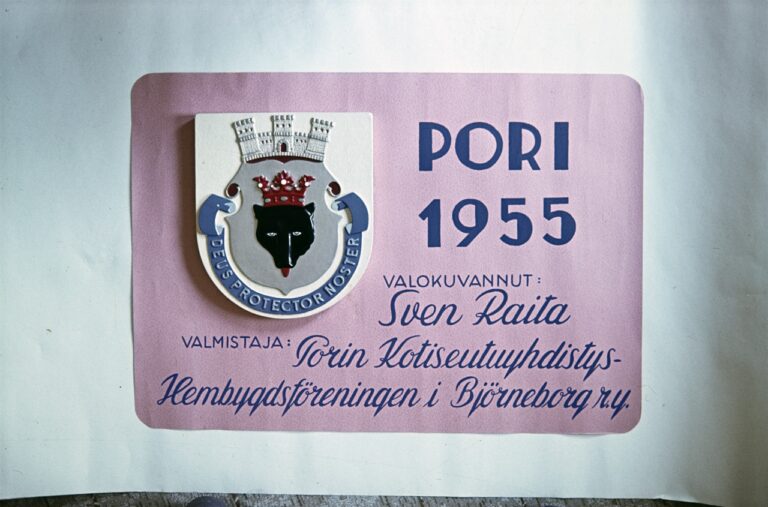 DEUS PROTECTOR NOSTER
PORI
1955
VALOKUVANNUT:
Sven Raita
VALMISTAJA: Porin Kotiseutuyhdistys-
Hembygdsföreningen i Björneborg r.y.